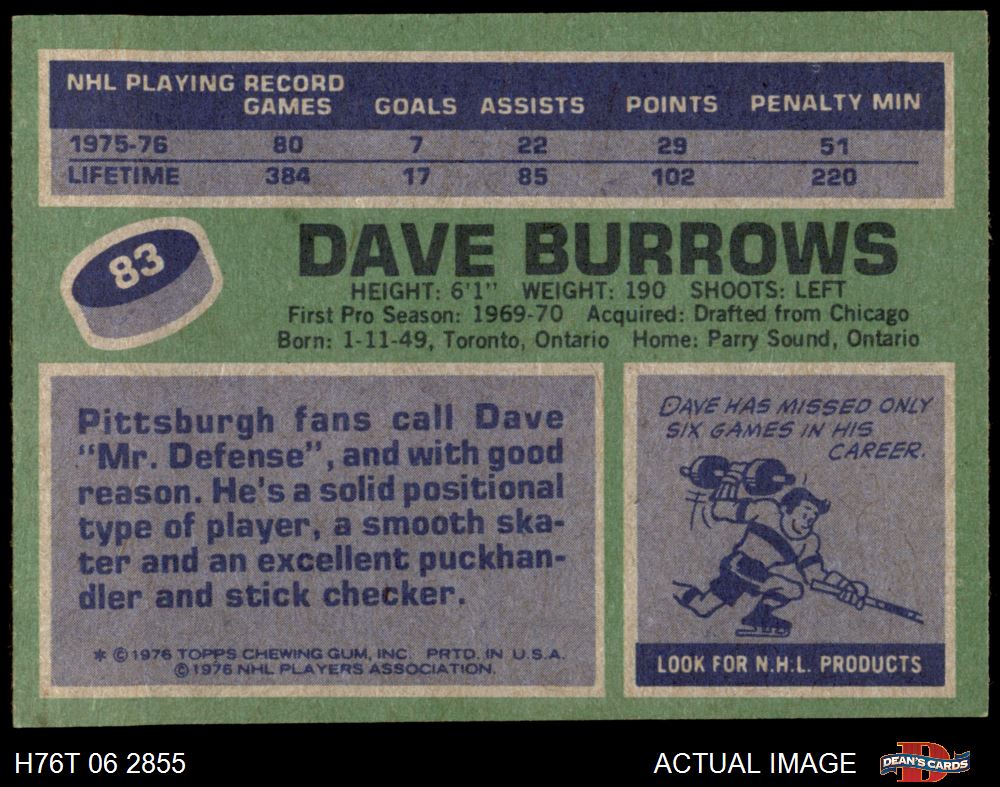 NHL PLAYING RECORD
GAMES GOALS ASSISTS POINTS PENALTY MIN
1975-76 80 7 22 29 51
LIFETIME 384 17 85 102 220
83
DAVE BURROWS
HEIGHT: 6'1" WEIGHT: 190 SHOOTS: LEFT
First Pro Season: 1969-70 Acquired: Drafted from Chicago
Born: 1-11-49, Toronto, Ontario Home: Parry Sound, Ontario
Pittsburgh fans call Dave
"Mr. Defense", and with good
reason. He's a solid positional
type of player, a smooth ska-
ter and an excellent puckhan-
dler and stick checker.
* © 1976 TOPPS CHEWING GUM, INC. PRTD. IN U.S.A.
© 1976 NHL PLAYERS ASSOCIATION.
DAVE HAS MISSED ONLY
SIX GAMES IN HIS
CAREER.
LOOK FOR N.H.L. PRODUCTS
H76T 06 2855 ACTUAL IMAGE DEAN'S CARDS